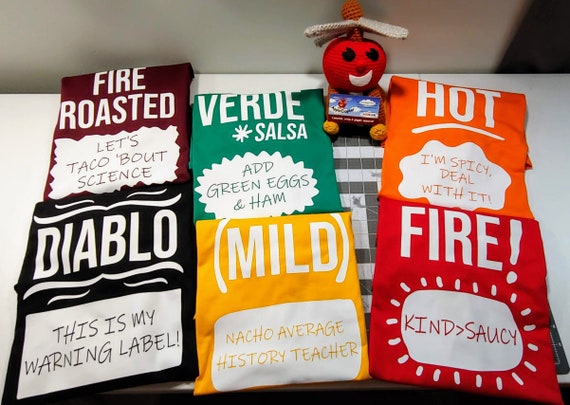 FIRE
ROASTED
LET'S
TACO 'BOUT
SCIENCE
VERDE
SALSA
ADD
GREEN EGGS
& HAM
HOT
I'M SPICY,
DEAL
WITH IT!
DIABLO
THIS IS MY
WARNING LABEL!
(MILD)
NACHO AVERAGE
HISTORY TEACHER
FIRE!
KIND>SAUCY